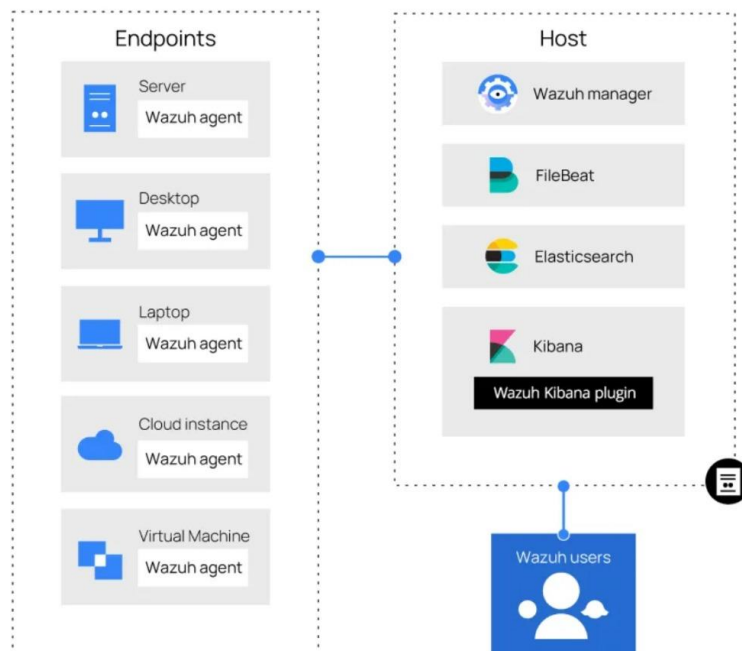 Endpoints
Server
Wazuh agent
Desktop
Wazuh agent
Laptop
Wazuh agent
Cloud instance
Wazuh agent
Virtual Machine
Wazuh agent
Host
Wazuh manager
FileBeat
Elasticsearch
Kibana
Wazuh Kibana plugin
Wazuh users